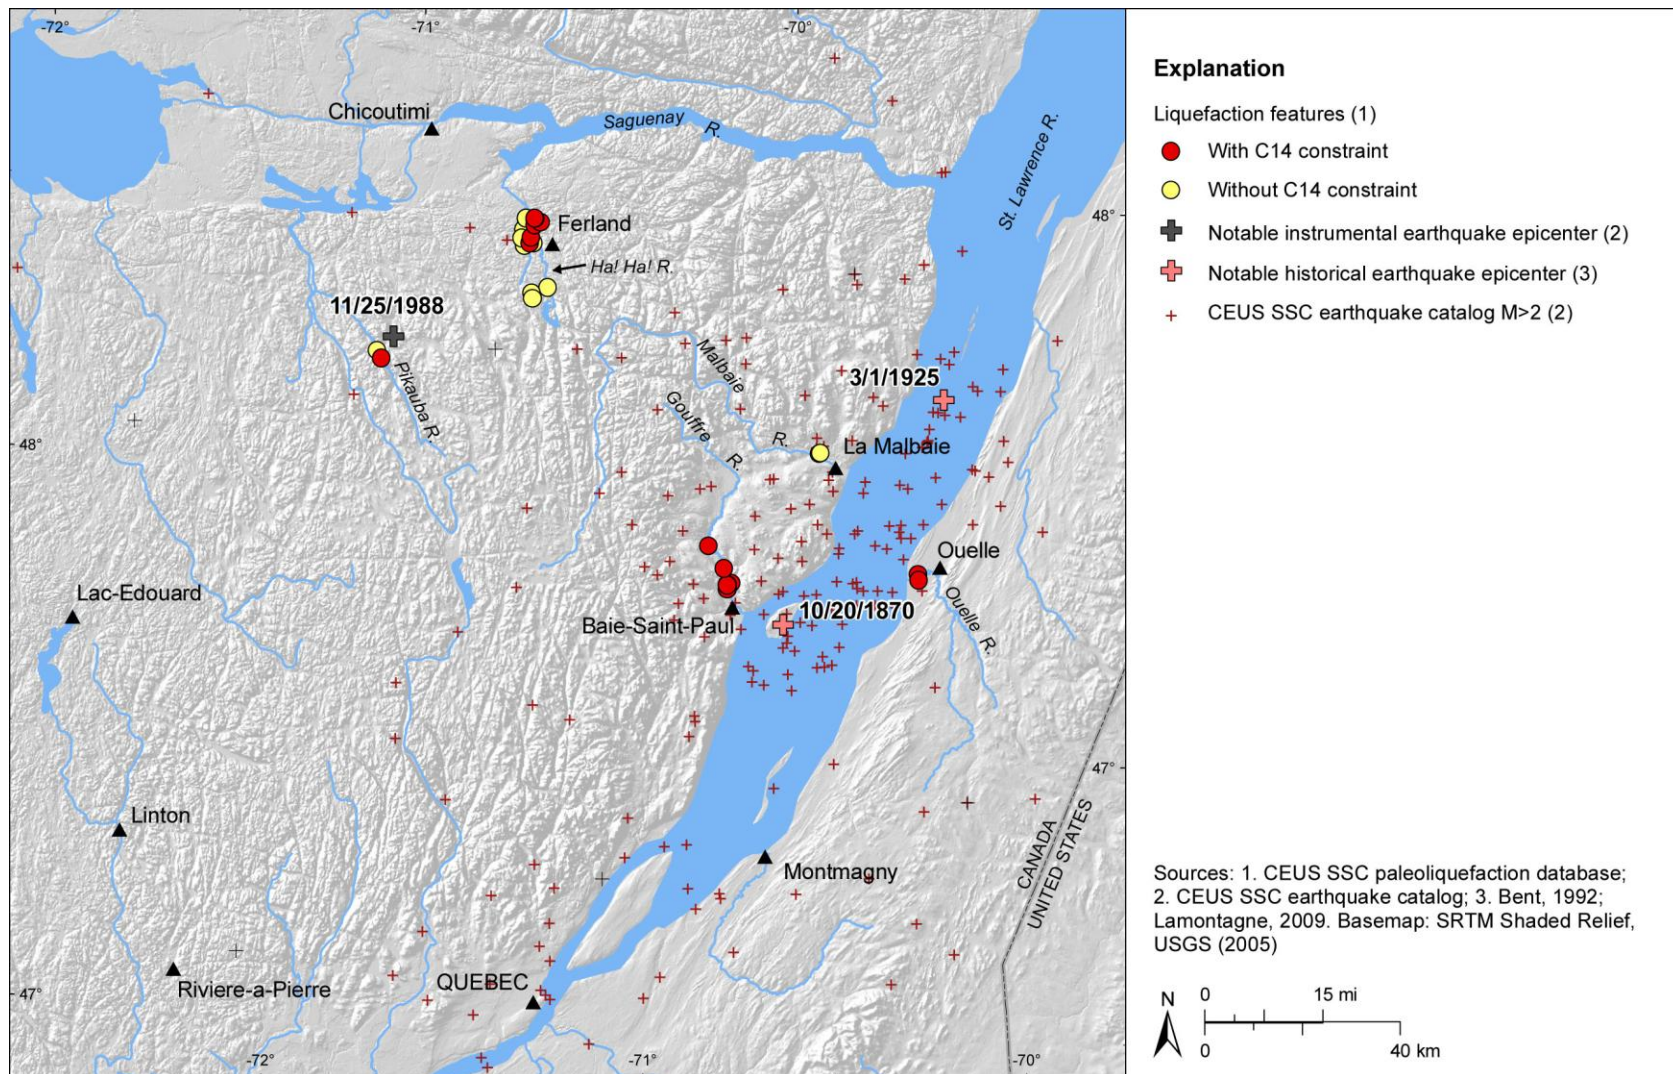 -72°
-71°
-70°
Chicoutimi
Saguenay R.
St. Lawrence R.
48°
Ferland
Ha! Ha! R.
11/25/1988
Pikauba R.
Malbaie R.
Gouffre R.
3/1/1925
48°
La Malbaie
Ouelle
Ouelle R.
Lac-Edouard
Baie-Saint-Paul
10/20/1870
47°
Linton
Montmagny
CANADA
UNITED STATES
QUEBEC
Riviere-a-Pierre
47°
-72°
-71°
-70°
Explanation
Liquefaction features (1)
With C14 constraint
Without C14 constraint
Notable instrumental earthquake epicenter (2)
Notable historical earthquake epicenter (3)
CEUS SSC earthquake catalog M>2 (2)
Sources: 1. CEUS SSC paleoliquefaction database;
2. CEUS SSC earthquake catalog; 3. Bent, 1992;
Lamontagne, 2009. Basemap: SRTM Shaded Relief,
USGS (2005)
N
0 15 mi
0 40 km